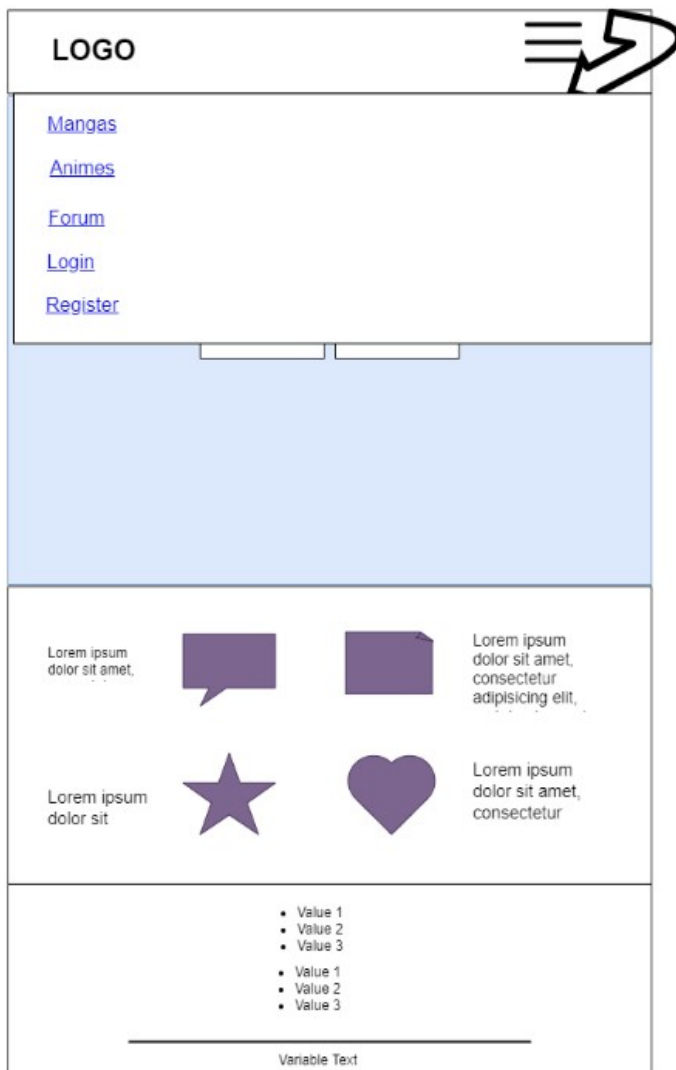 LOGO
Mangas
Animes
Forum
Login
Register
Lorem ipsum
dolor sit amet,
Lorem ipsum
dolor sit amet,
consectetur
adipisicing elit,
Lorem ipsum
dolor sit
Lorem ipsum
dolor sit amet,
consectetur
Value 1
Value 2
Value 3
Value 1
Value 2
Value 3
Variable Text